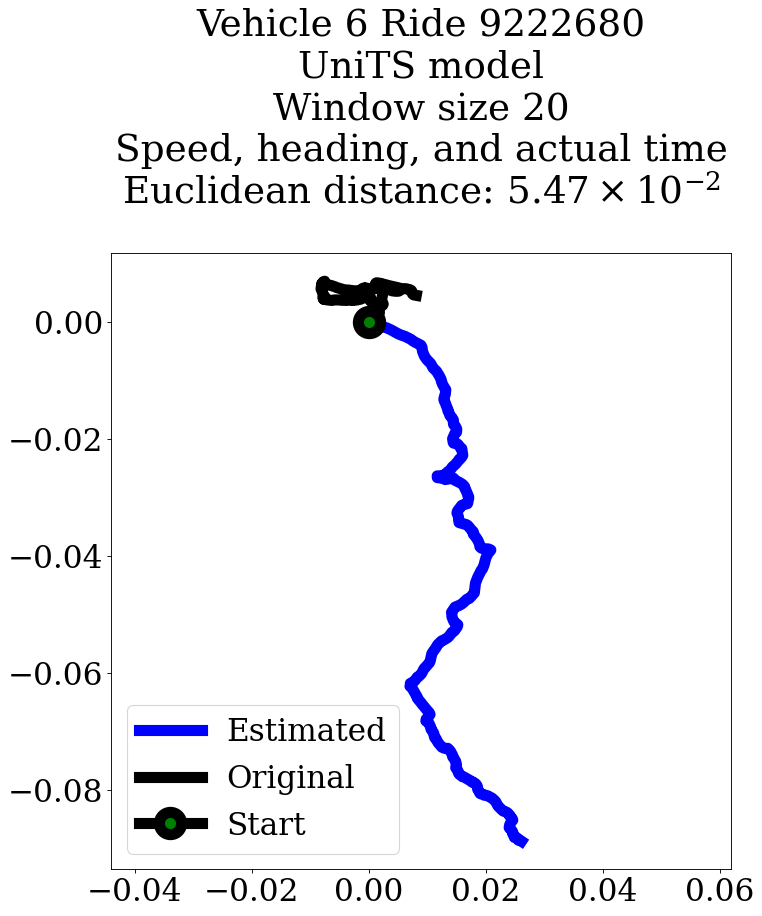 Vehicle 6 Ride 9222680
UniTS model
Window size 20
Speed, heading, and actual time
Euclidean distance: 5.47 × 10⁻²
0.00
−0.02
−0.04
−0.06
−0.08
Estimated
Original
Start
−0.04 −0.02 0.00 0.02 0.04 0.06